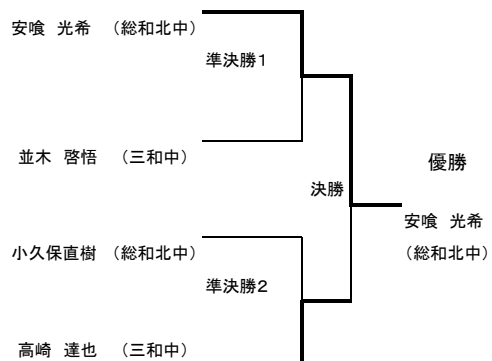 安喰　光希　（総和北中）
準決勝１
並木　啓悟　（三和中）
優勝
決勝
安喰　光希
（総和北中）
小久保直樹　（総和北中）
準決勝２
高崎　達也　（三和中）